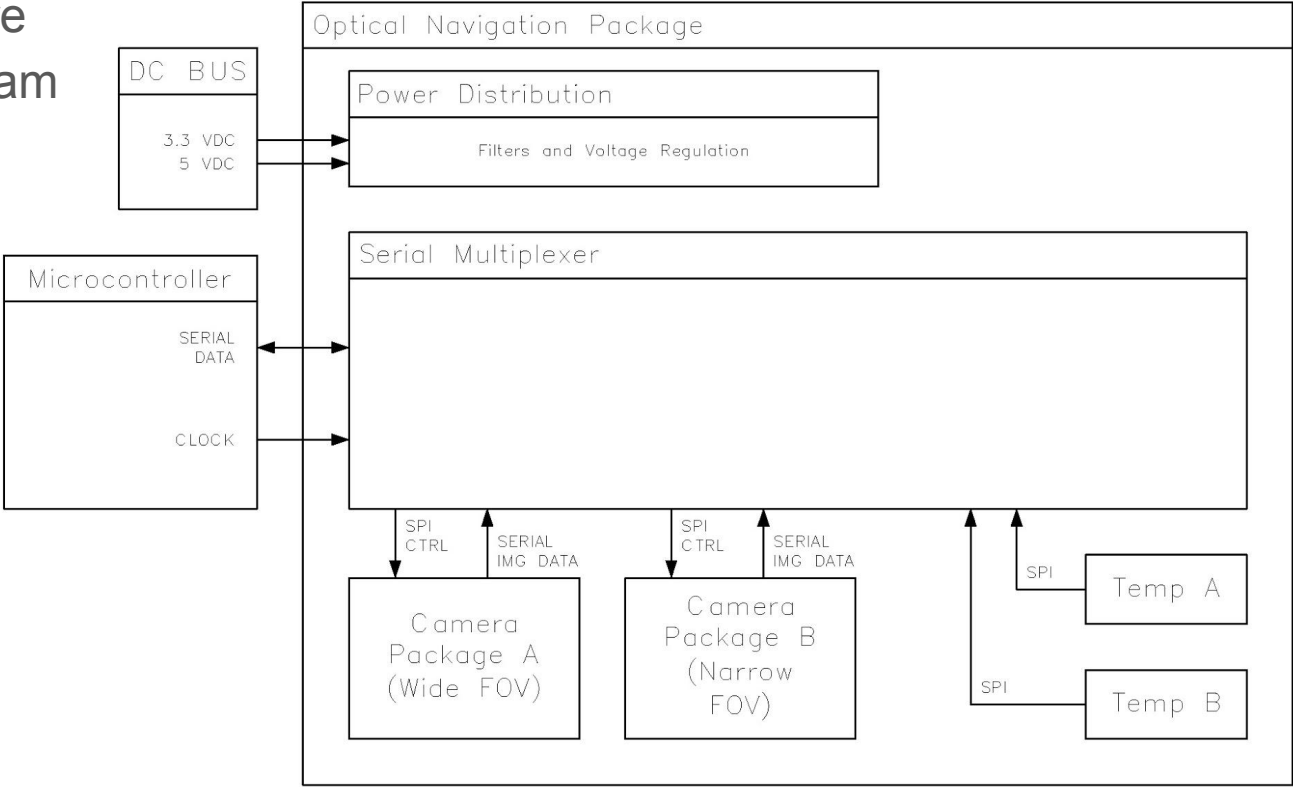 Optical Navigation Package
DC BUS
3.3 VDC
5 VDC
Power Distribution
Filters and Voltage Regulation
Microcontroller
SERIAL
DATA
CLOCK
Serial Multiplexer
SPI
CTRL
SERIAL
IMG DATA
SPI
CTRL
SERIAL
IMG DATA
Camera
Package A
(Wide FOV)
Camera
Package B
(Narrow
FOV)
SPI
Temp A
SPI
Temp B